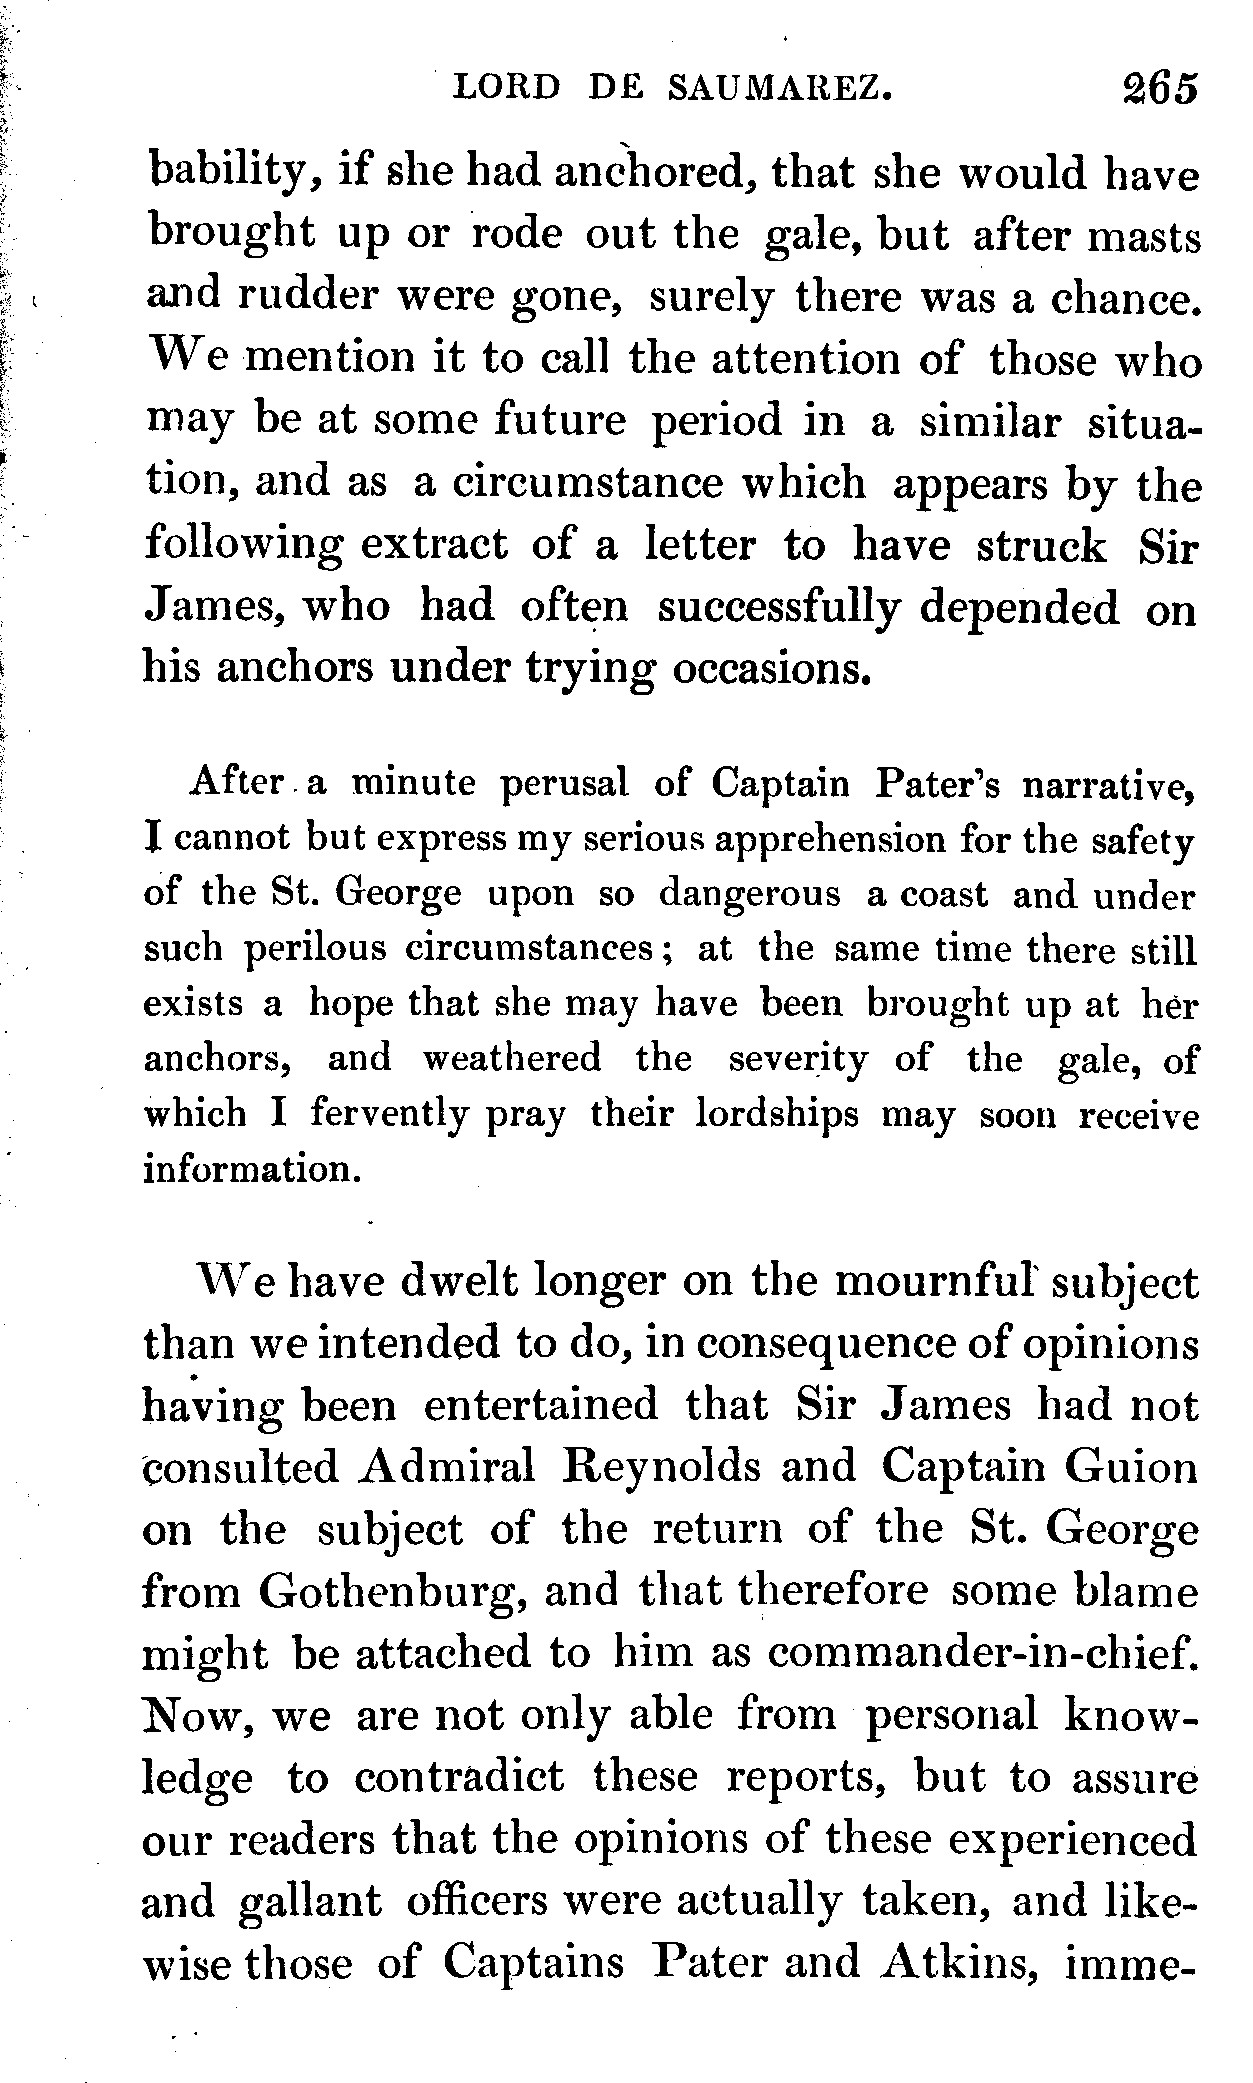 LORD DE SAUMAREZ. 265
bability, if she had anchored, that she would have
brought up or rode out the gale, but after masts
and rudder were gone, surely there was a chance.
We mention it to call the attention of those who
may be at some future period in a similar situa-
tion, and as a circumstance which appears by the
following extract of a letter to have struck Sir
James, who had often successfully depended on
his anchors under trying occasions.
After a minute perusal of Captain Pater's narrative,
I cannot but express my serious apprehension for the safety
of the St. George upon so dangerous a coast and under
such perilous circumstances; at the same time there still
exists a hope that she may have been brought up at her
anchors, and weathered the severity of the gale, of
which I fervently pray their lordships may soon receive
information.
We have dwelt longer on the mournful subject
than we intended to do, in consequence of opinions
having been entertained that Sir James had not
consulted Admiral Reynolds and Captain Guion
on the subject of the return of the St. George
from Gothenburg, and that therefore some blame
might be attached to him as commander-in-chief.
Now, we are not only able from personal know-
ledge to contradict these reports, but to assure
our readers that the opinions of these experienced
and gallant officers were actually taken, and like-
wise those of Captains Pater and Atkins, imme-